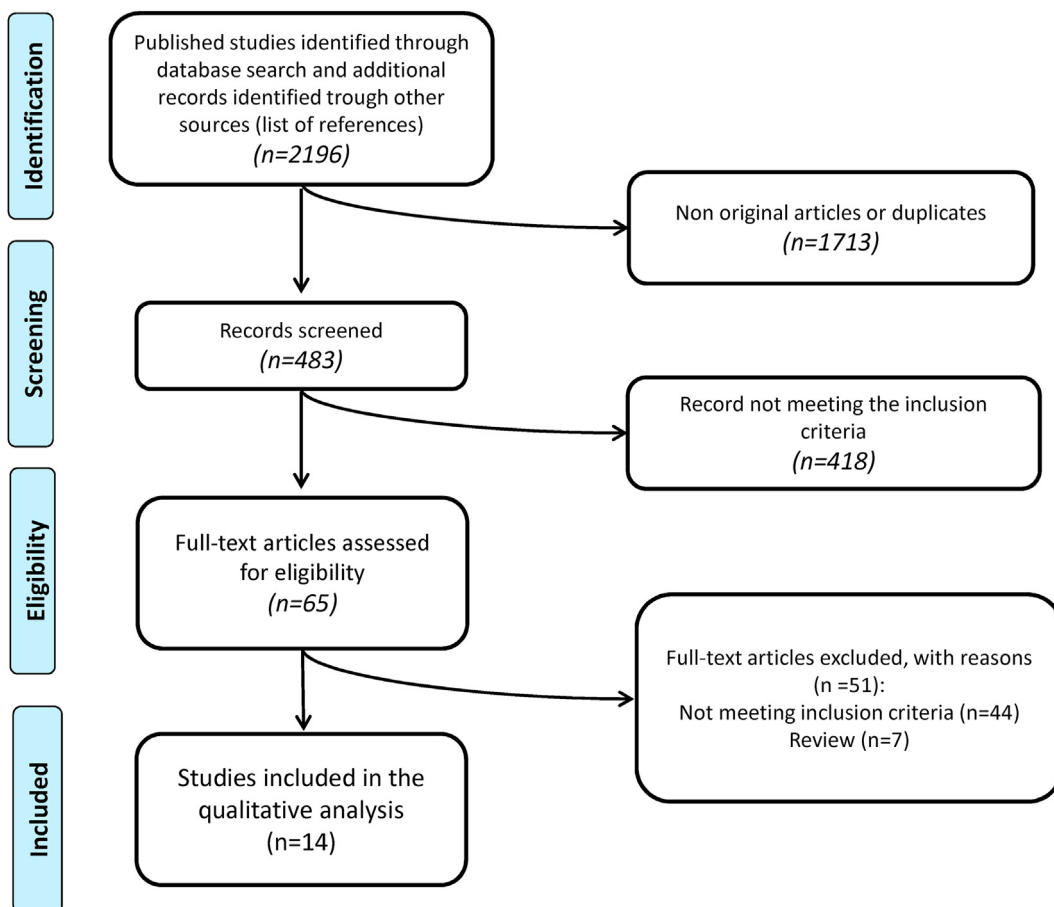 Identification
Published studies identified through
database search and additional
records identified trough other
sources (list of references)
(n=2196)
Non original articles or duplicates
(n=1713)
Screening
Records screened
(n=483)
Record not meeting the inclusion
criteria
(n=418)
Eligibility
Full-text articles assessed
for eligibility
(n=65)
Full-text articles excluded, with reasons
(n =51):
Not meeting inclusion criteria (n=44)
Review (n=7)
Included
Studies included in the
qualitative analysis
(n=14)